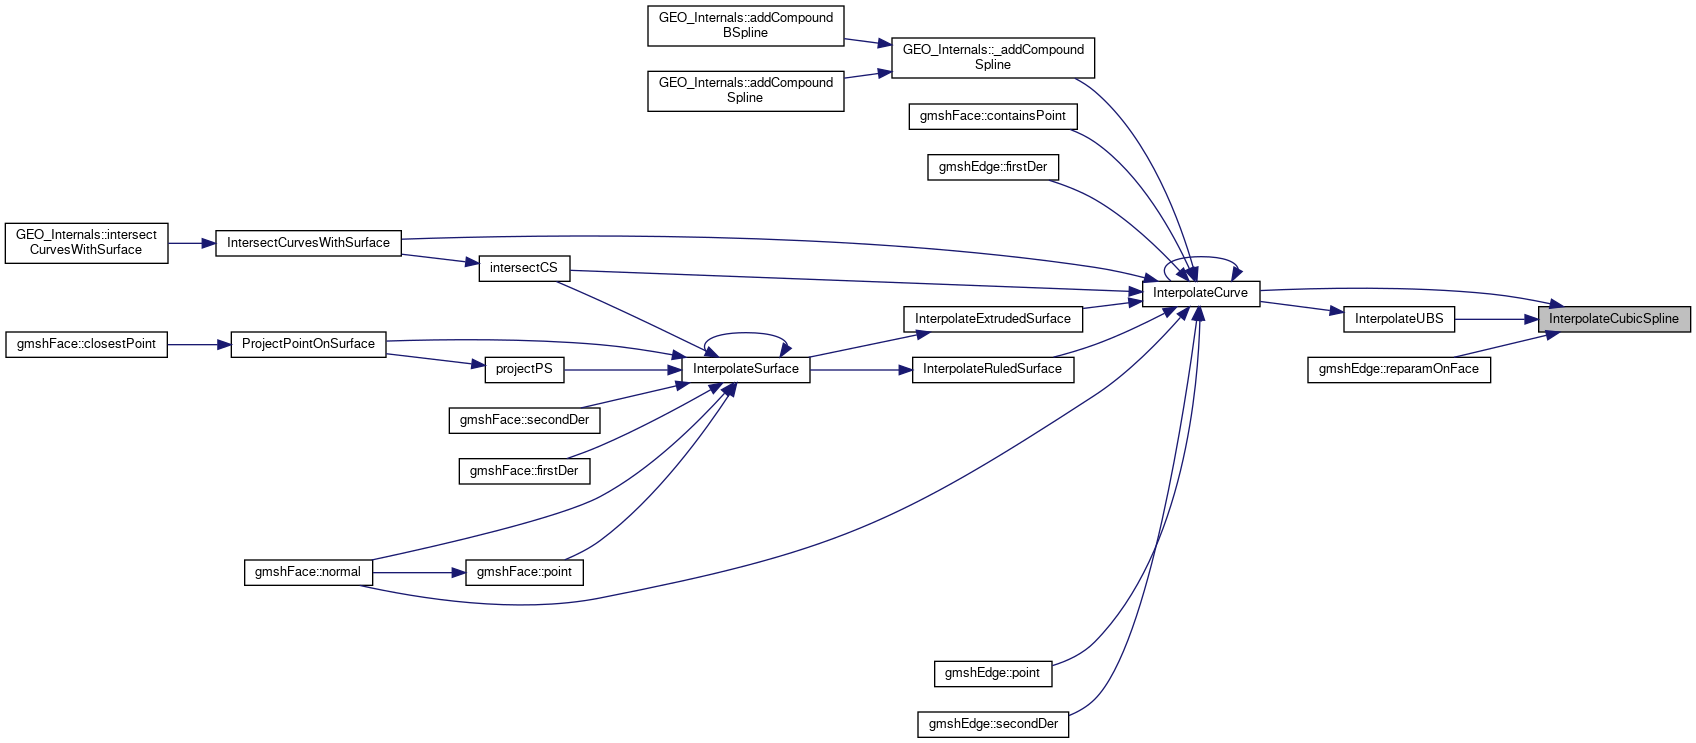 GEO_Internals::addCompound
BSpline
GEO_Internals::_addCompound
Spline
GEO_Internals::addCompound
Spline
gmshFace::containsPoint
gmshEdge::firstDer
GEO_Internals::intersect
CurvesWithSurface
IntersectCurvesWithSurface
intersectCS
InterpolateCurve
InterpolateExtrudedSurface
InterpolateUBS
InterpolateCubicSpline
gmshFace::closestPoint
ProjectPointOnSurface
projectPS
InterpolateSurface
InterpolateRuledSurface
gmshEdge::reparamOnFace
gmshFace::secondDer
gmshFace::firstDer
gmshFace::normal
gmshFace::point
gmshEdge::point
gmshEdge::secondDer